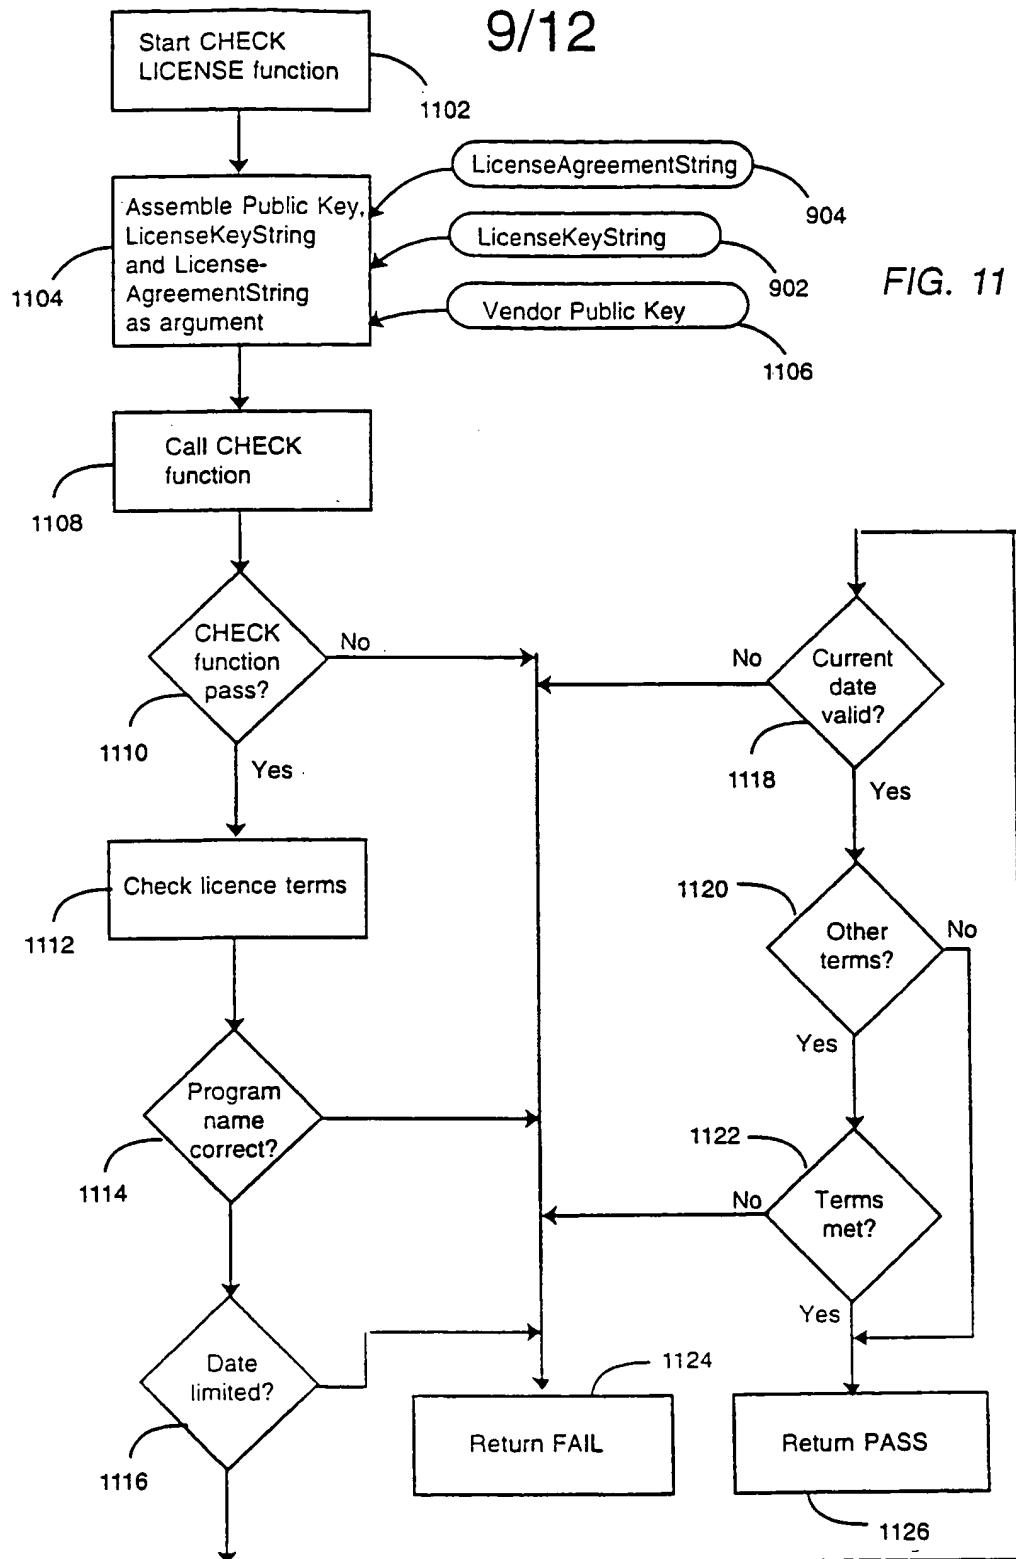 9/12
Start CHECK
LICENSE function
1102
LicenseAgreementString
904
Assemble Public Key,
LicenseKeyString
and License-
AgreementString
as argument
1104
LicenseKeyString
902
FIG. 11
Vendor Public Key
1106
Call CHECK
function
1108
CHECK
function
pass?
No
1110
Yes
No
Current
date
valid?
1118
Yes
Check licence terms
1112
1120
Other
terms?
No
Yes
Program
name
correct?
1114
1122
No
Terms
met?
Yes
Date
limited?
1116
1124
Return FAIL
Return PASS
1126